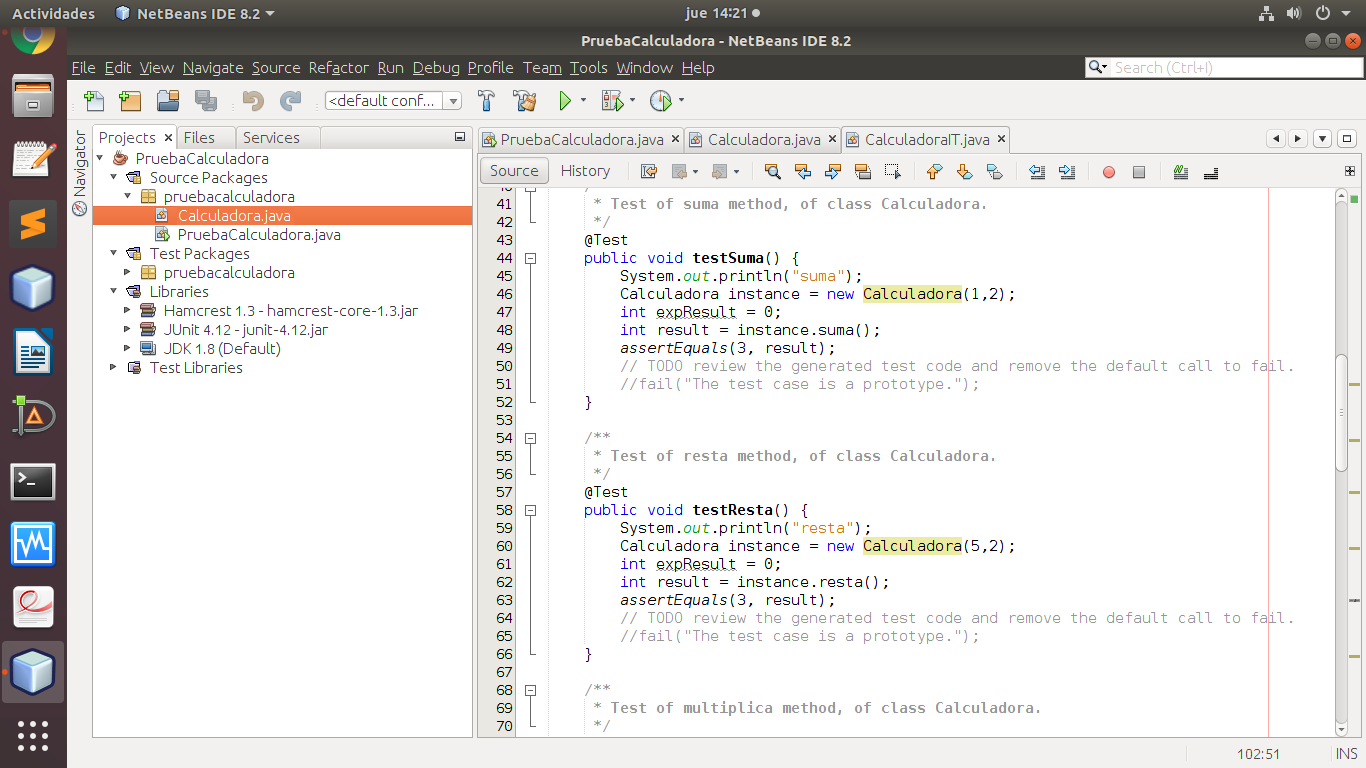 Actividades
NetBeans IDE 8.2
jue 14:21
PruebaCalculadora - NetBeans IDE 8.2
File Edit View Navigate Source Refactor Run Debug Profile Team Tools Window Help
Search (Ctrl+I)
<default conf...
Navigator
Projects
Files
Services
PruebaCalculadora
Source Packages
pruebacalculadora
Calculadora.java
PruebaCalculadora.java
Test Packages
pruebacalculadora
Libraries
Hamcrest 1.3 - hamcrest-core-1.3.jar
JUnit 4.12 - junit-4.12.jar
JDK 1.8 (Default)
Test Libraries
PruebaCalculadora.java
Calculadora.java
CalculadoraIT.java
Source
History
41 * Test of suma method, of class Calculadora.
42 */
43 @Test
44 public void testSuma() {
45 System.out.println("suma");
46 Calculadora instance = new Calculadora(1,2);
47 int expResult = 0;
48 int result = instance.suma();
49 assertEquals(3, result);
50 // TODO review the generated test code and remove the default call to fail.
51 //fail("The test case is a prototype.");
52 }
53
54 /**
55 * Test of resta method, of class Calculadora.
56 */
57 @Test
58 public void testResta() {
59 System.out.println("resta");
60 Calculadora instance = new Calculadora(5,2);
61 int expResult = 0;
62 int result = instance.resta();
63 assertEquals(3, result);
64 // TODO review the generated test code and remove the default call to fail.
65 //fail("The test case is a prototype.");
66 }
67
68 /**
69 * Test of multiplica method, of class Calculadora.
70 */
102:51
INS